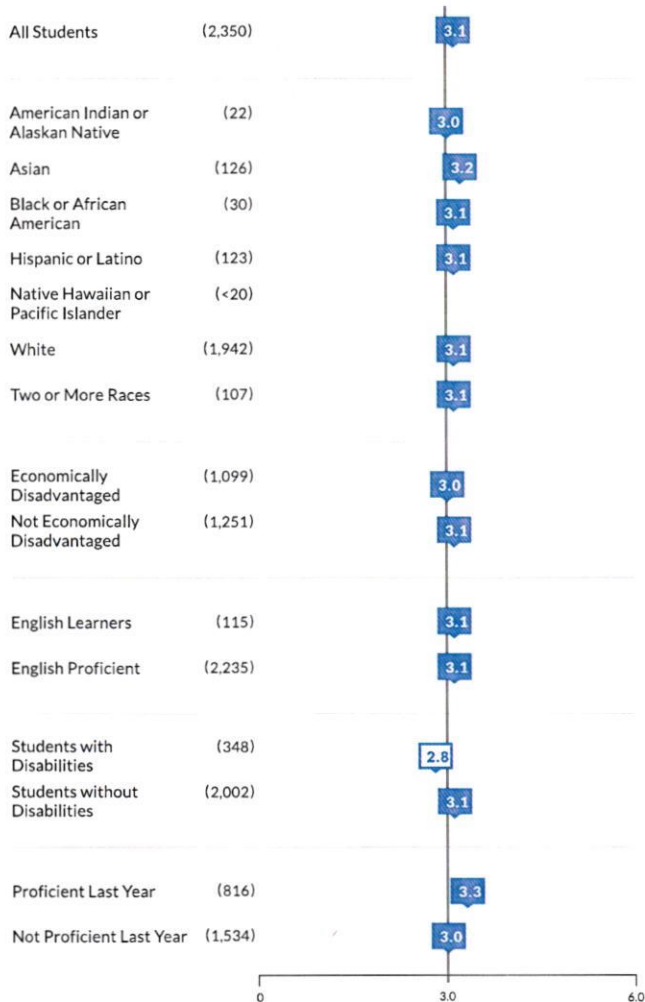 All Students (2,350) 3.1
American Indian or (22)
Alaskan Native 3.0
Asian (126) 3.2
Black or African (30)
American 3.1
Hispanic or Latino (123) 3.1
Native Hawaiian or (<20)
Pacific Islander
White (1,942) 3.1
Two or More Races (107) 3.1
Economically (1,099)
Disadvantaged 3.0
Not Economically (1,251)
Disadvantaged 3.1
English Learners (115) 3.1
English Proficient (2,235) 3.1
Students with (348)
Disabilities 2.8
Students without (2,002)
Disabilities 3.1
Proficient Last Year (816) 3.3
Not Proficient Last Year (1,534) 3.0
0 3.0 6.0